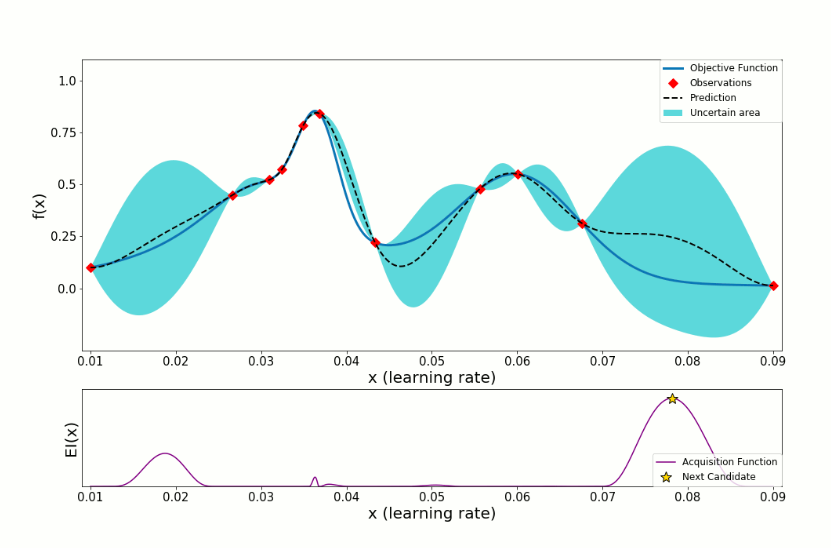 1.0
0.75
0.5
0.25
0.0
f(x)
Objective Function
Observations
Prediction
Uncertain area
0.01 0.02 0.03 0.04 0.05 0.06 0.07 0.08 0.09
x (learning rate)
EI(x)
Acquisition Function
Next Candidate
0.01 0.02 0.03 0.04 0.05 0.06 0.07 0.08 0.09
x (learning rate)